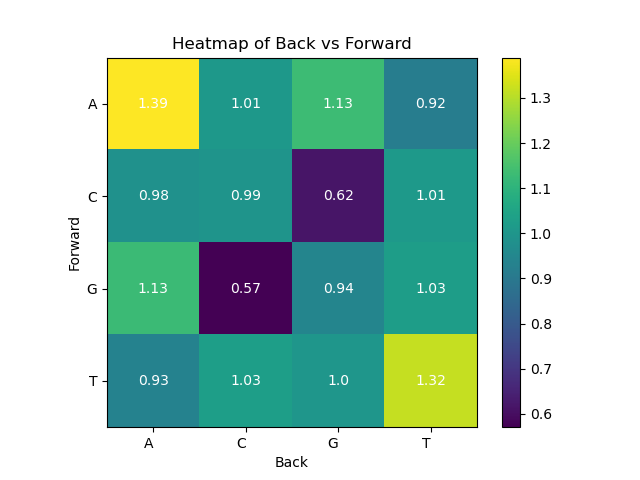 Heatmap of Back vs Forward
A 1.39 1.01 1.13 0.92
C 0.98 0.99 0.62 1.01
G 1.13 0.57 0.94 1.03
T 0.93 1.03 1.0 1.32
A C G T
Back
Forward
1.3
1.2
1.1
1.0
0.9
0.8
0.7
0.6